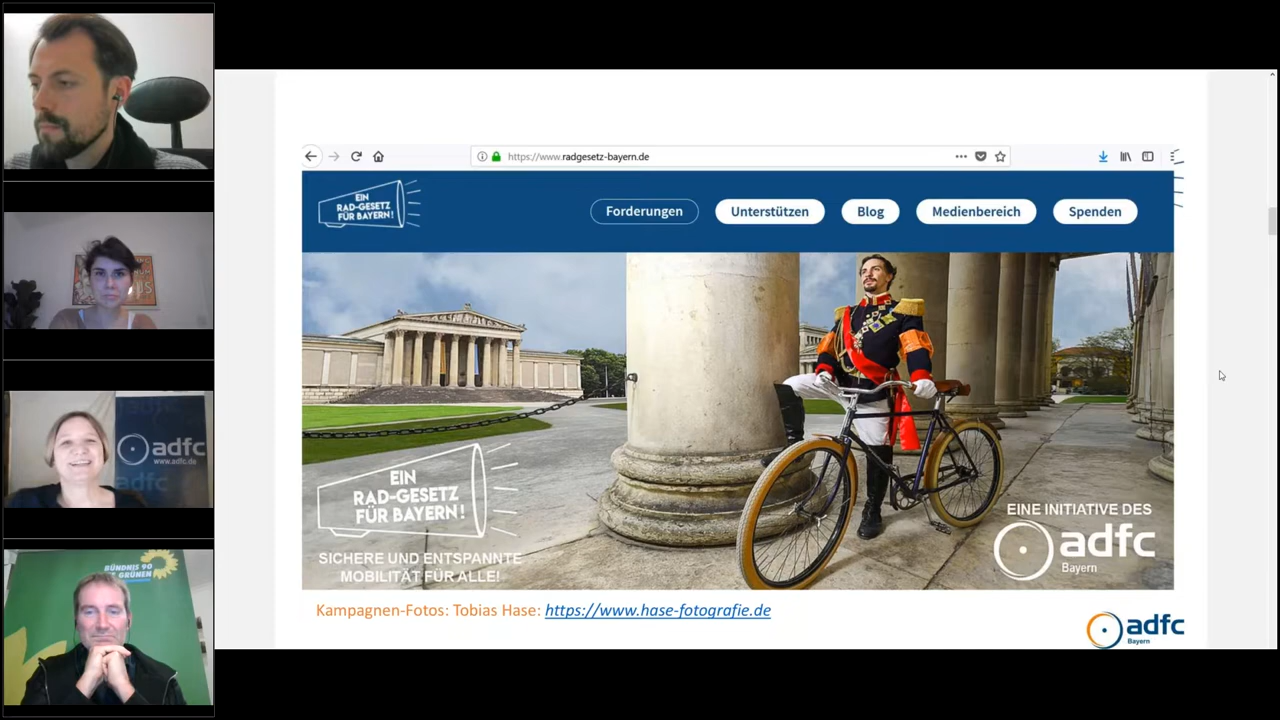 adfc
www.adfc.de
adfc
BÜNDNIS 90
GRÜNEN
https://www.radgesetz-bayern.de
EIN
RAD-GESETZ
FÜR BAYERN!
Forderungen
Unterstützen
Blog
Medienbereich
Spenden
EIN
RAD-GESETZ
FÜR BAYERN!
SICHERE UND ENTSPANNTE
MOBILITÄT FÜR ALLE!
EINE INITIATIVE DES
adfc
Bayern
Kampagnen-Fotos: Tobias Hase: https://www.hase-fotografie.de
adfc
Bayern